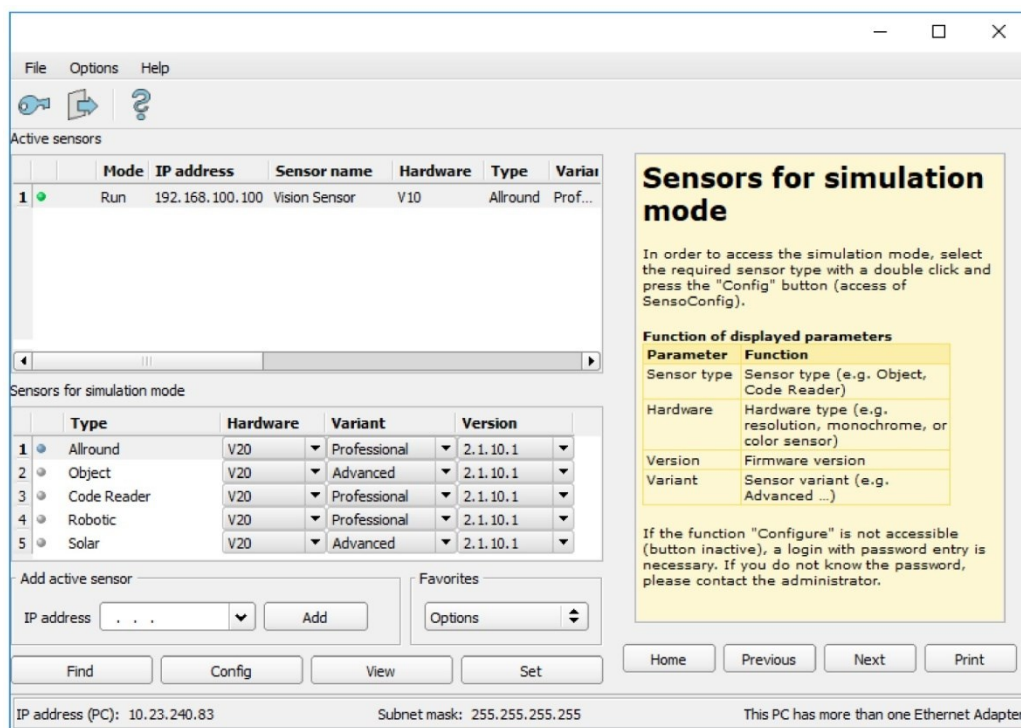 File Options Help
Active sensors
Mode IP address Sensor name Hardware Type Varia
1 Run 192.168.100.100 Vision Sensor V10 Allround Prof...
Sensors for simulation mode
Type Hardware Variant Version
1 Allround V20 Professional 2.1.10.1
2 Object V20 Advanced 2.1.10.1
3 Code Reader V20 Professional 2.1.10.1
4 Robotic V20 Professional 2.1.10.1
5 Solar V20 Advanced 2.1.10.1
Add active sensor
IP address . . . Add
Favorites
Options
Find Config View Set
Sensors for simulation
mode
In order to access the simulation mode, select
the required sensor type with a double click and
press the "Config" button (access of
SensoConfig).
Function of displayed parameters
Parameter Function
Sensor type Sensor type (e.g. Object,
Code Reader)
Hardware Hardware type (e.g.
resolution, monochrome, or
color sensor)
Version Firmware version
Variant Sensor variant (e.g.
Advanced ...)
If the function "Configure" is not accessible
(button inactive), a login with password entry is
necessary. If you do not know the password,
please contact the administrator.
Home Previous Next Print
IP address (PC): 10.23.240.83 Subnet mask: 255.255.255.255 This PC has more than one Ethernet Adapter